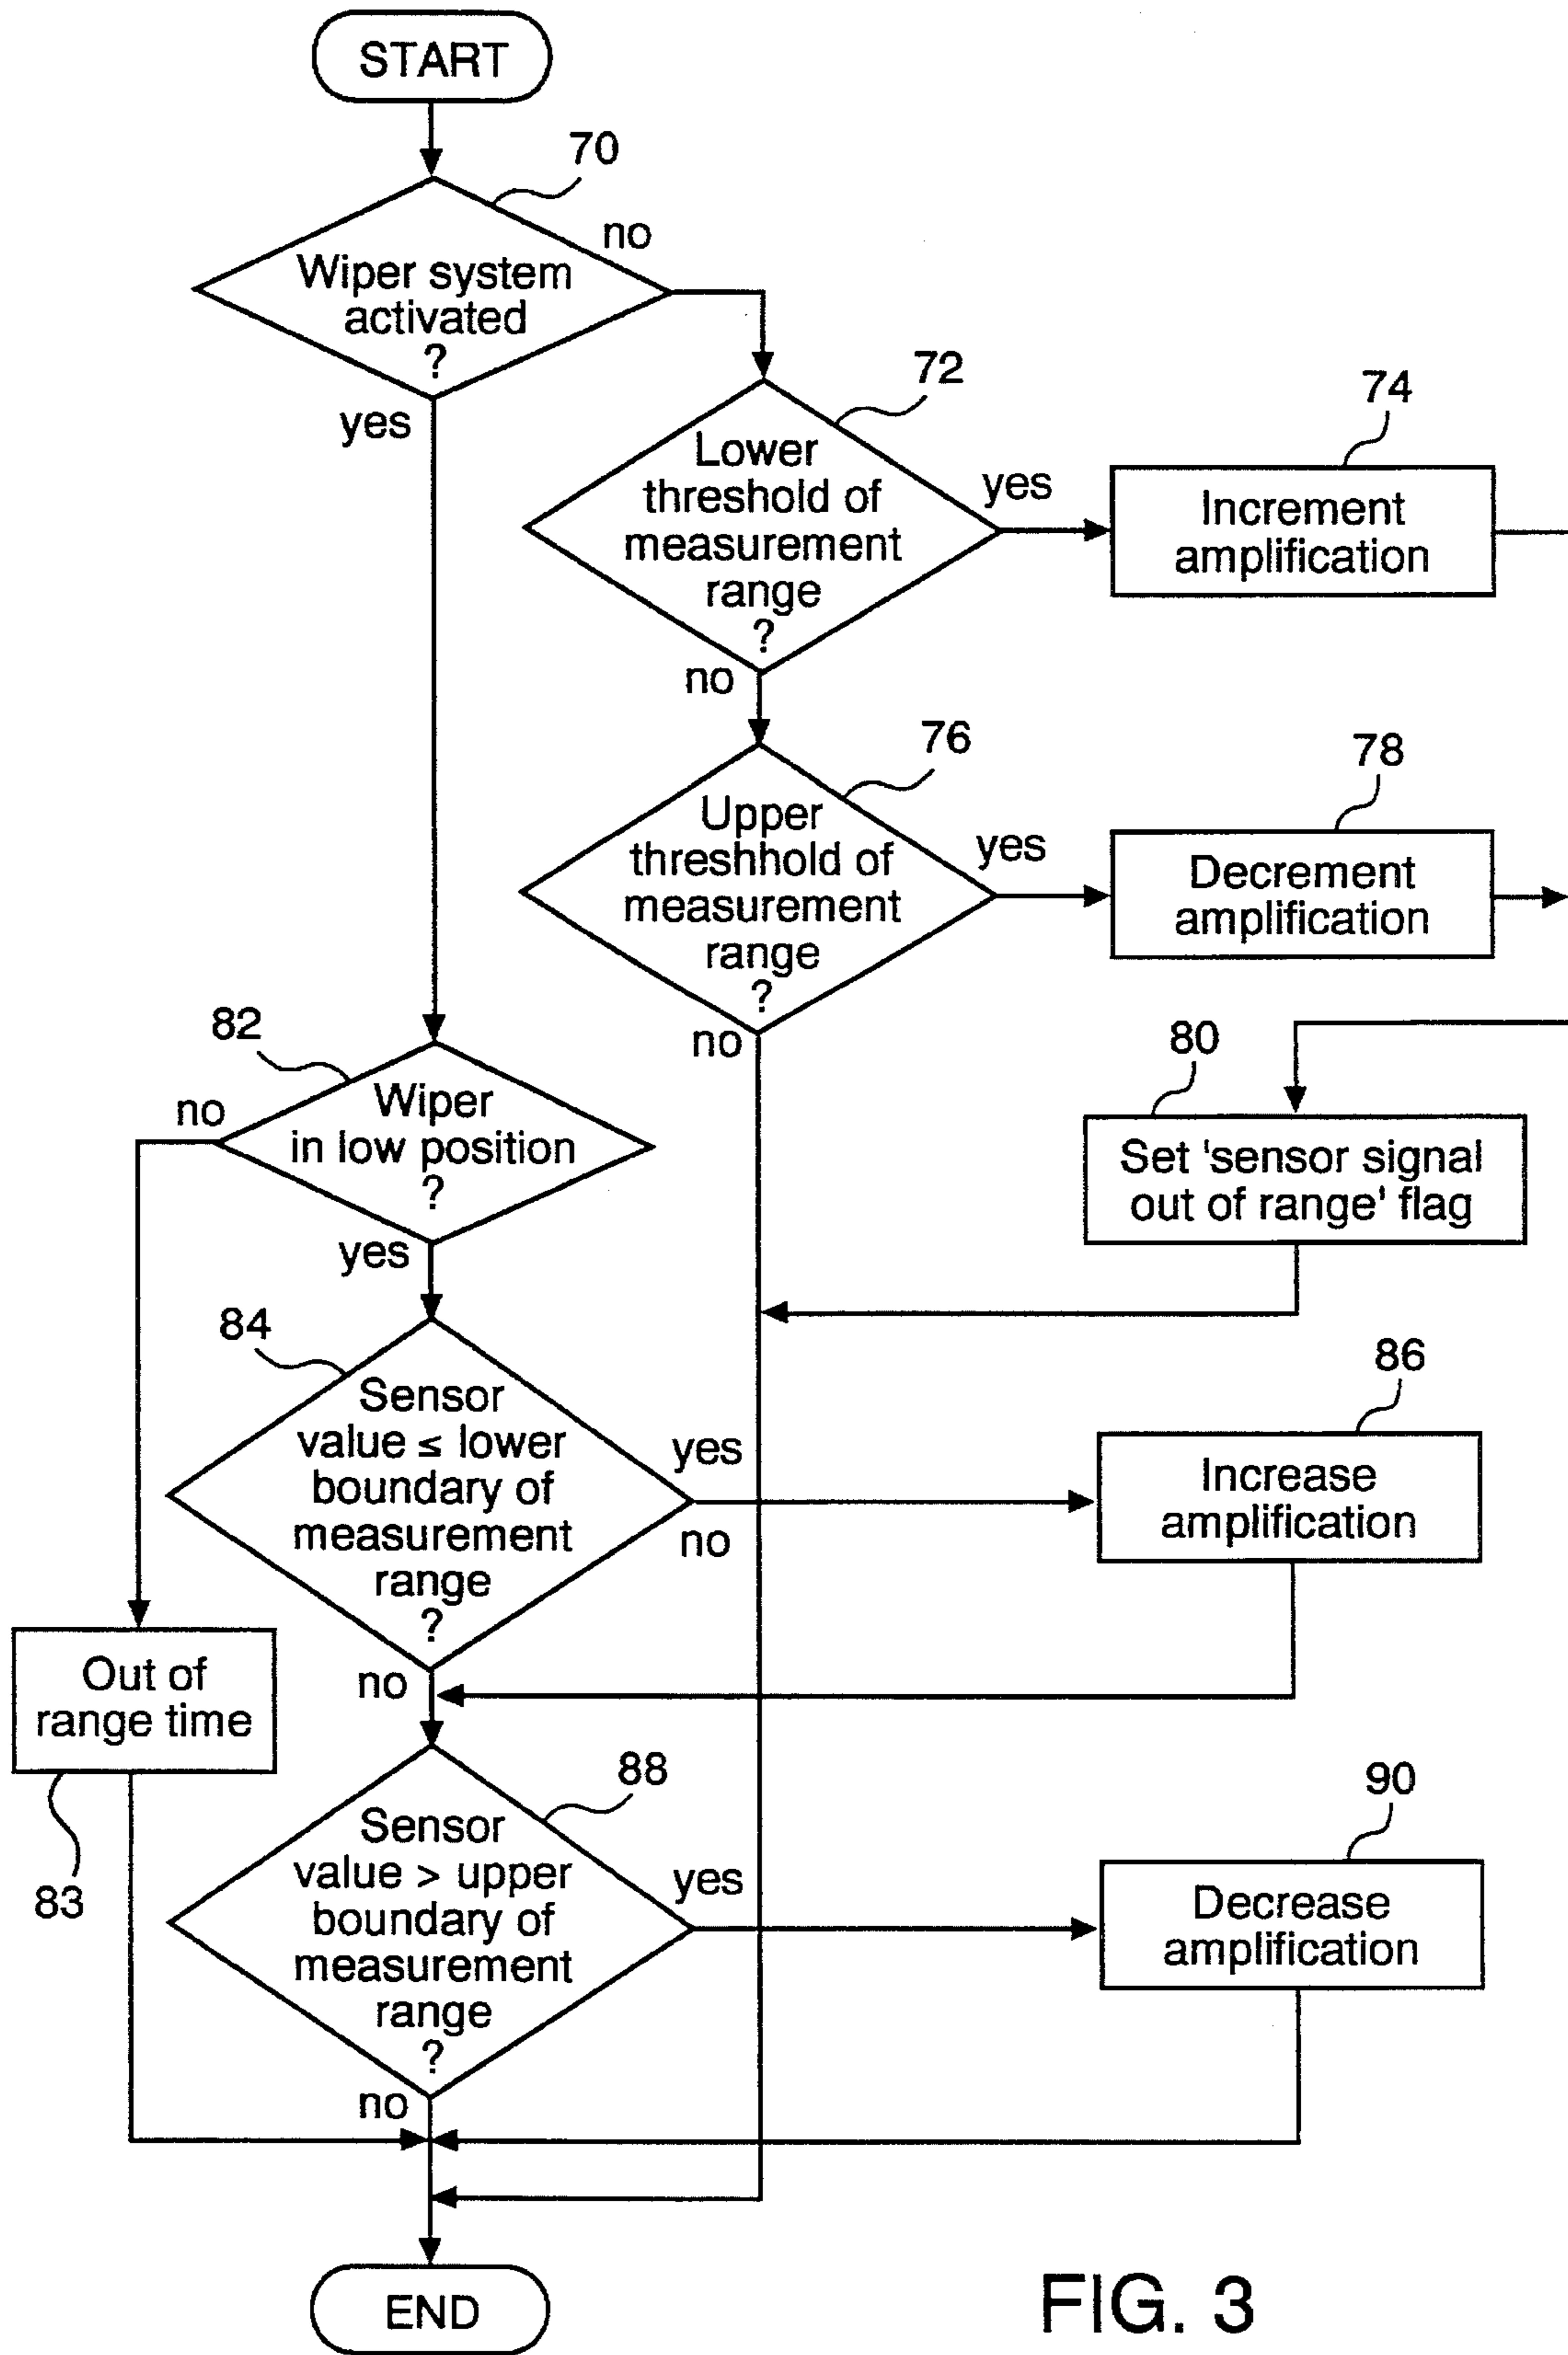 START
70
no
Wiper system
activated
?
yes
72
Lower
threshold of
measurement
range
?
yes
no
74
Increment
amplification
76
Upper
threshhold of
measurement
range
?
yes
no
78
Decrement
amplification
80
Set 'sensor signal
out of range' flag
82
no
Wiper
in low position
?
yes
84
Sensor
value ≤ lower
boundary of
measurement
range
?
yes
no
no
86
Increase
amplification
Out of
range time
83
88
Sensor
value > upper
boundary of
measurement
range
?
yes
no
90
Decrease
amplification
END
FIG. 3